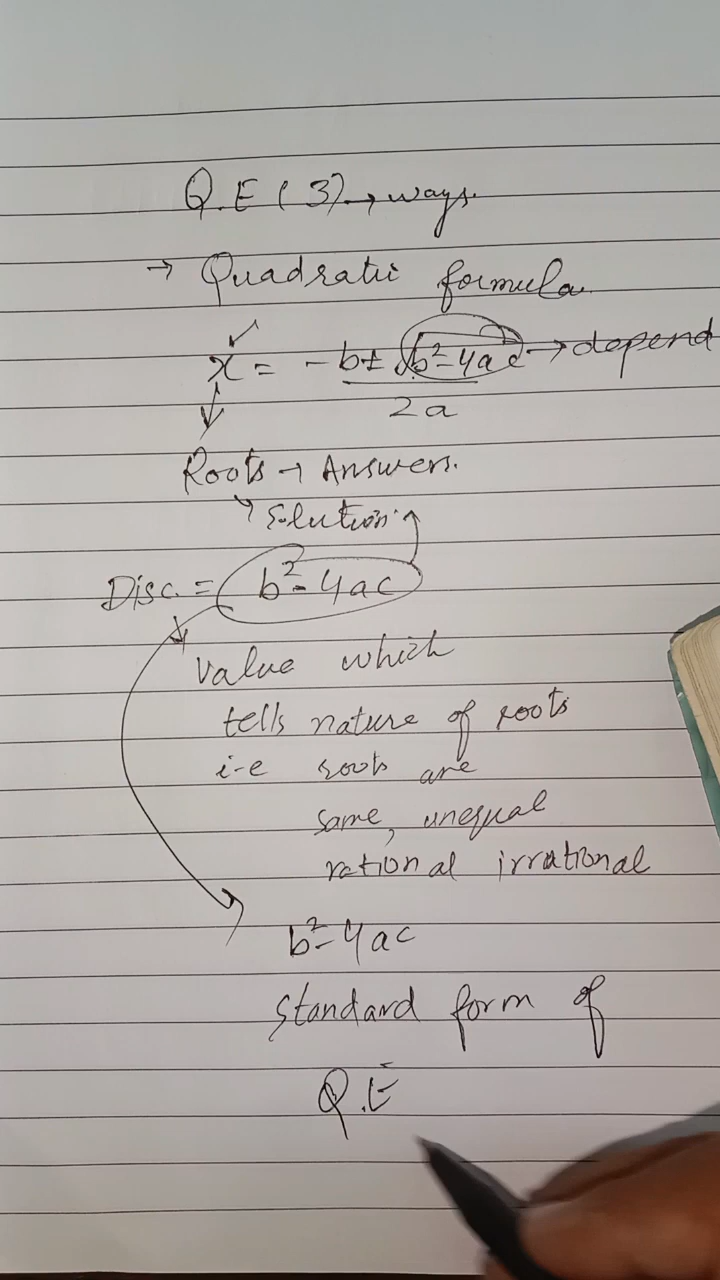 Q.E (3) → ways.
→ Quadratic formula
x = -b ± √b²-4ac → depend
2a
Roots → Answers.
Solution
Disc. = b²-4ac
Value which
tells nature of roots
i-e roots are
same, unequal
rational irrational
b²-4ac
Standard form of
Q.E